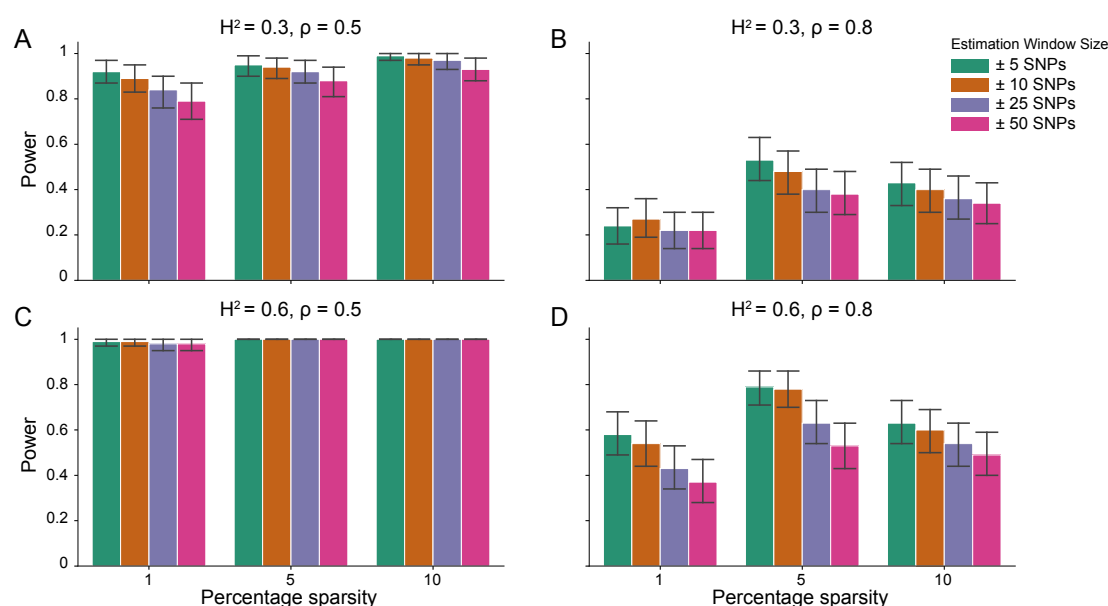 A
H² = 0.3, ρ = 0.5
1
0.8
0.6
0.4
0.2
0
Power
B
H² = 0.3, ρ = 0.8
Estimation Window Size
± 5 SNPs
± 10 SNPs
± 25 SNPs
± 50 SNPs
C
H² = 0.6, ρ = 0.5
1
0.8
0.6
0.4
0.2
0
Power
1 5 10
Percentage sparsity
D
H² = 0.6, ρ = 0.8
1 5 10
Percentage sparsity